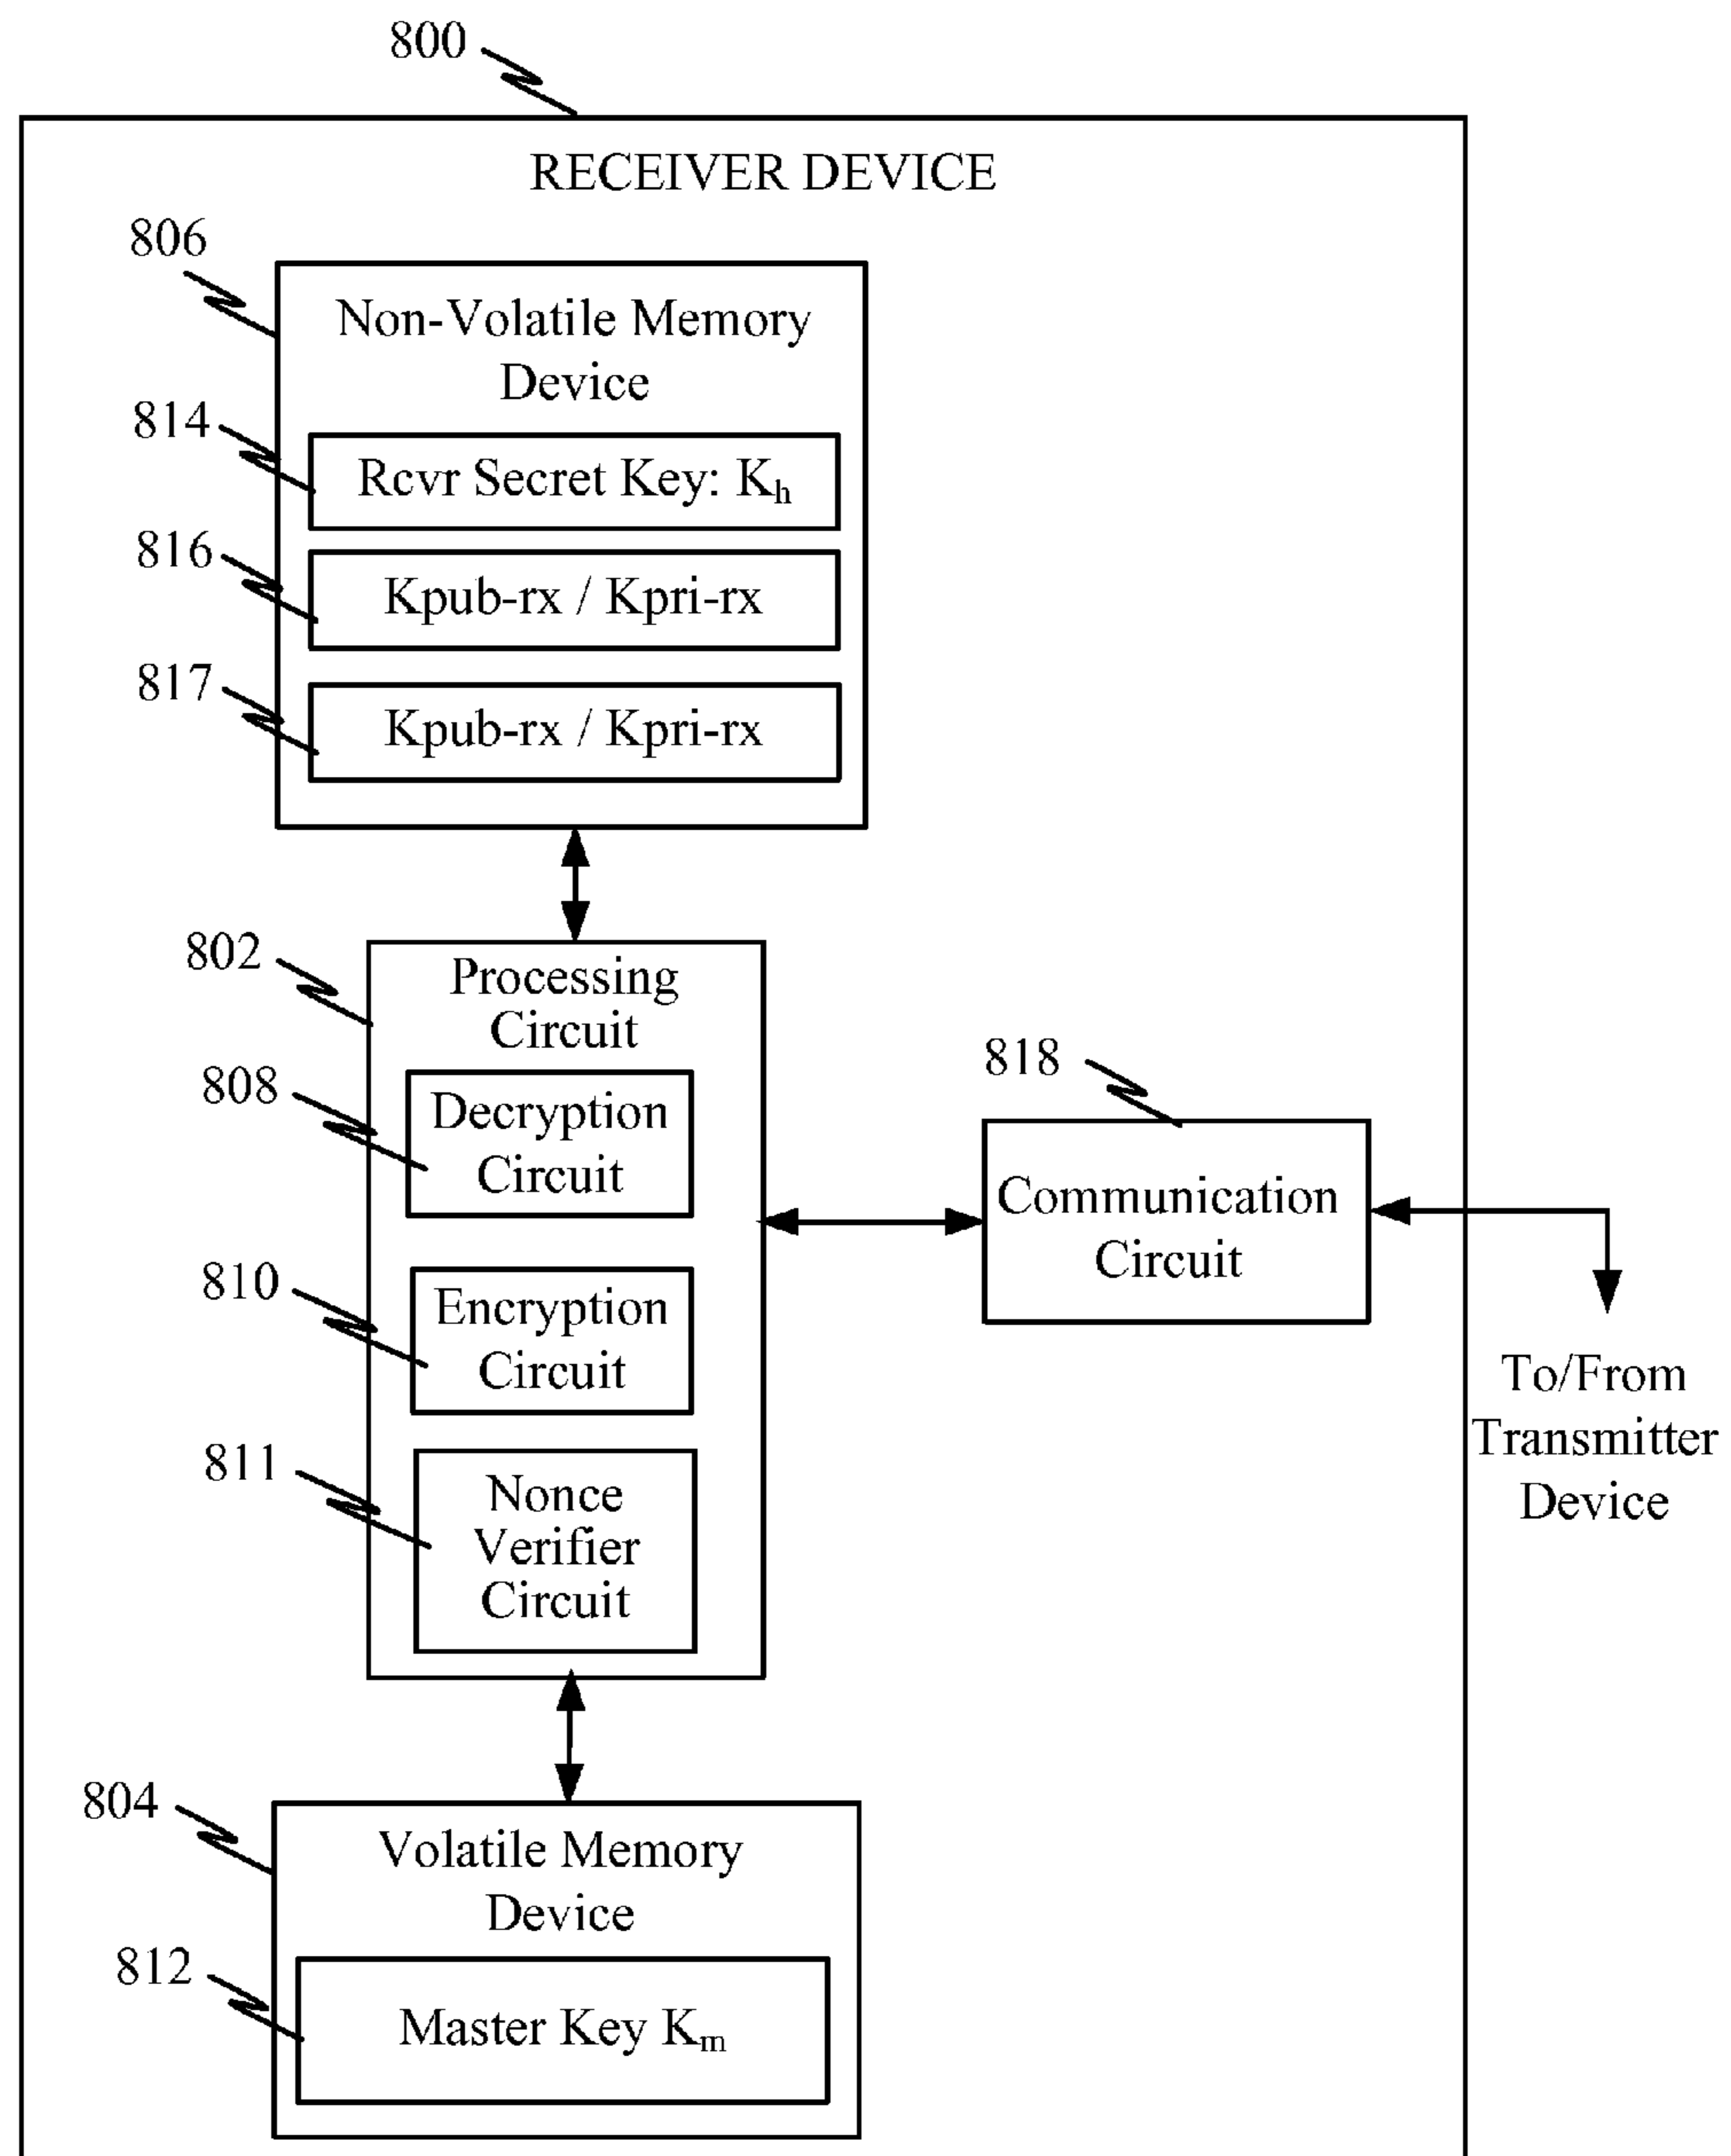 800
RECEIVER DEVICE
806
Non-Volatile Memory
Device
814
Rcvr Secret Key: Kh
816
Kpub-rx / Kpri-rx
817
Kpub-rx / Kpri-rx
802
Processing
Circuit
808
Decryption
Circuit
810
Encryption
Circuit
811
Nonce
Verifier
Circuit
818
Communication
Circuit
To/From
Transmitter
Device
804
Volatile Memory
Device
812
Master Key Km